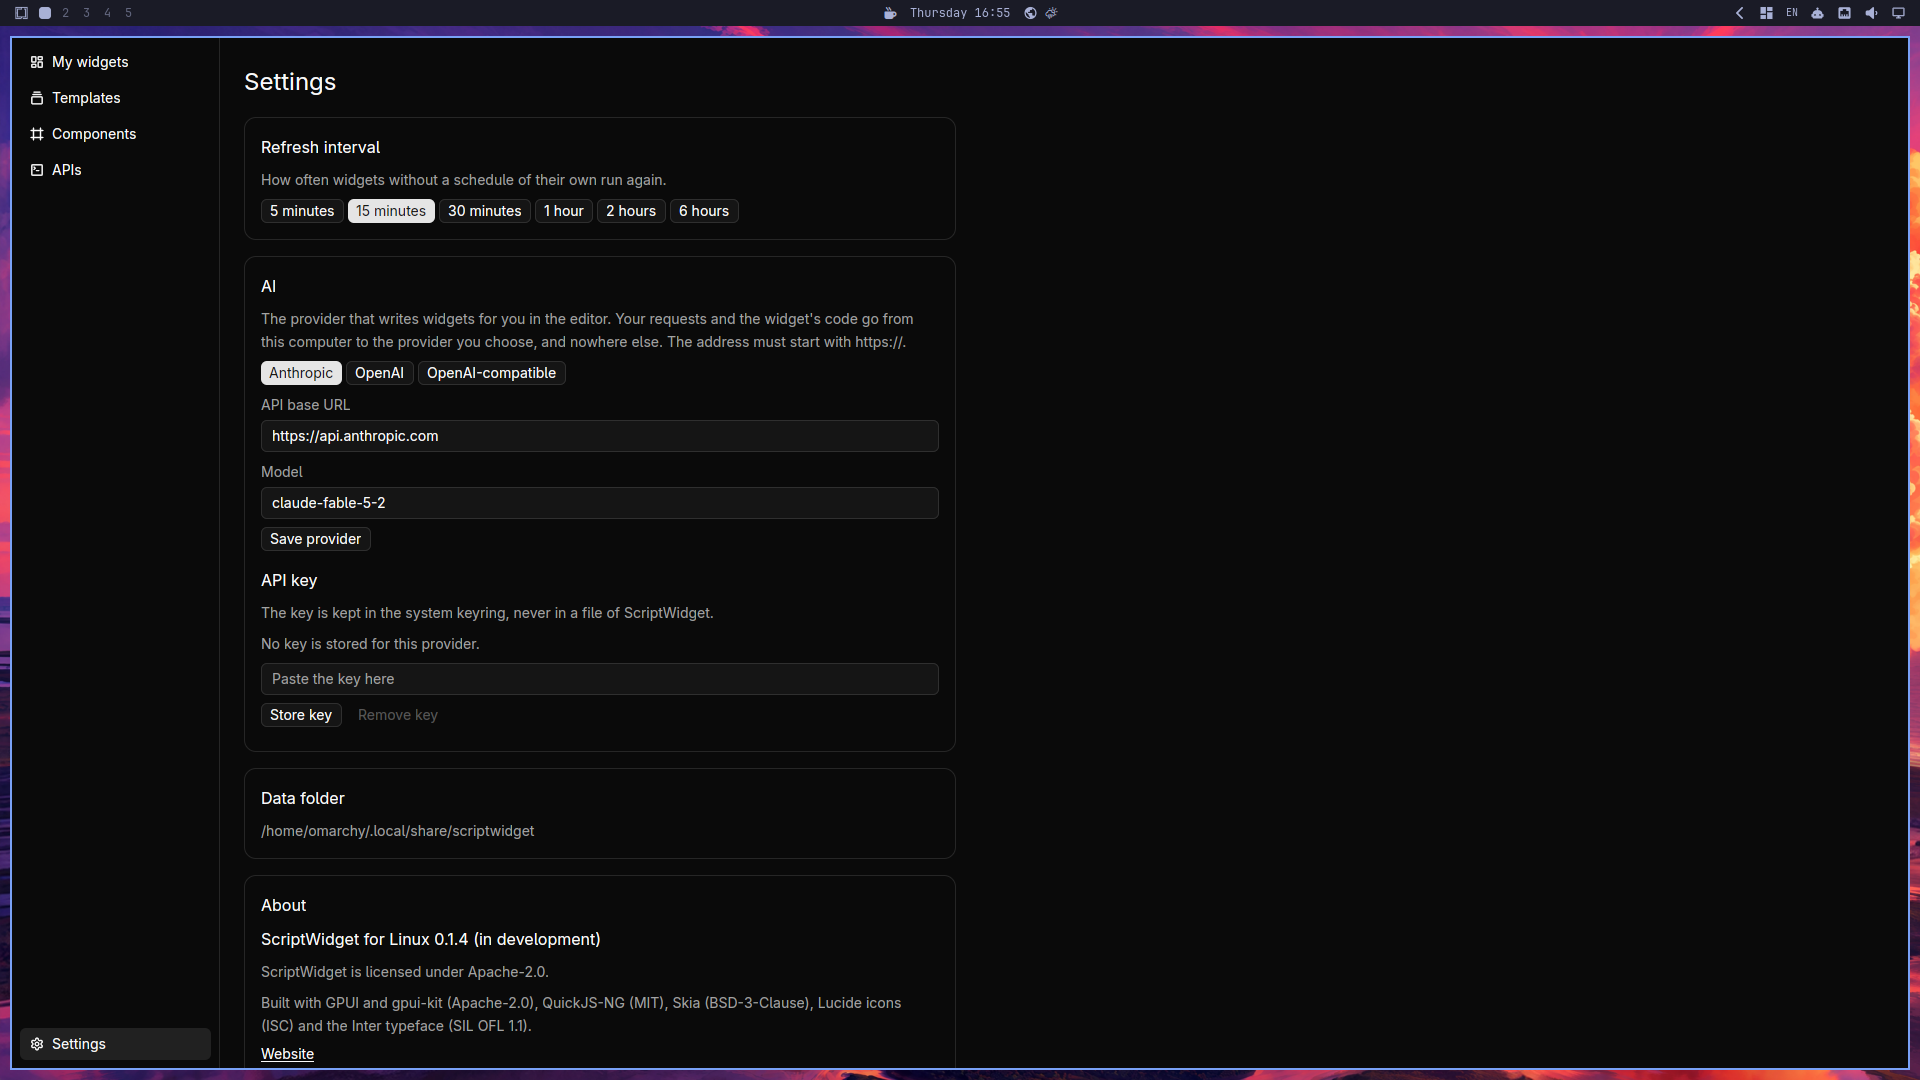 2 3 4 5
Thursday 16:55
EN
My widgets
Templates
Components
APIs
Settings
Settings
Refresh interval
How often widgets without a schedule of their own run again.
5 minutes 15 minutes 30 minutes 1 hour 2 hours 6 hours
AI
The provider that writes widgets for you in the editor. Your requests and the widget's code go from
this computer to the provider you choose, and nowhere else. The address must start with https://.
Anthropic OpenAI OpenAI-compatible
API base URL
https://api.anthropic.com
Model
claude-fable-5-2
Save provider
API key
The key is kept in the system keyring, never in a file of ScriptWidget.
No key is stored for this provider.
Paste the key here
Store key Remove key
Data folder
/home/omarchy/.local/share/scriptwidget
About
ScriptWidget for Linux 0.1.4 (in development)
ScriptWidget is licensed under Apache-2.0.
Built with GPUI and gpui-kit (Apache-2.0), QuickJS-NG (MIT), Skia (BSD-3-Clause), Lucide icons
(ISC) and the Inter typeface (SIL OFL 1.1).
Website